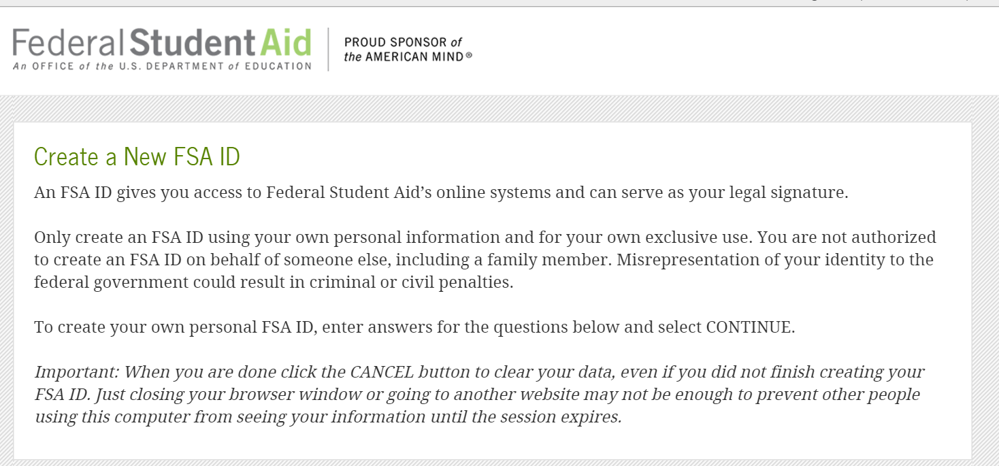 Federal Student Aid
An OFFICE of the U.S. DEPARTMENT of EDUCATION
PROUD SPONSOR of
the AMERICAN MIND®
Create a New FSA ID
An FSA ID gives you access to Federal Student Aid’s online systems and can serve as your legal signature.
Only create an FSA ID using your own personal information and for your own exclusive use. You are not authorized
to create an FSA ID on behalf of someone else, including a family member. Misrepresentation of your identity to the
federal government could result in criminal or civil penalties.
To create your own personal FSA ID, enter answers for the questions below and select CONTINUE.
Important: When you are done click the CANCEL button to clear your data, even if you did not finish creating your
FSA ID. Just closing your browser window or going to another website may not be enough to prevent other people
using this computer from seeing your information until the session expires.